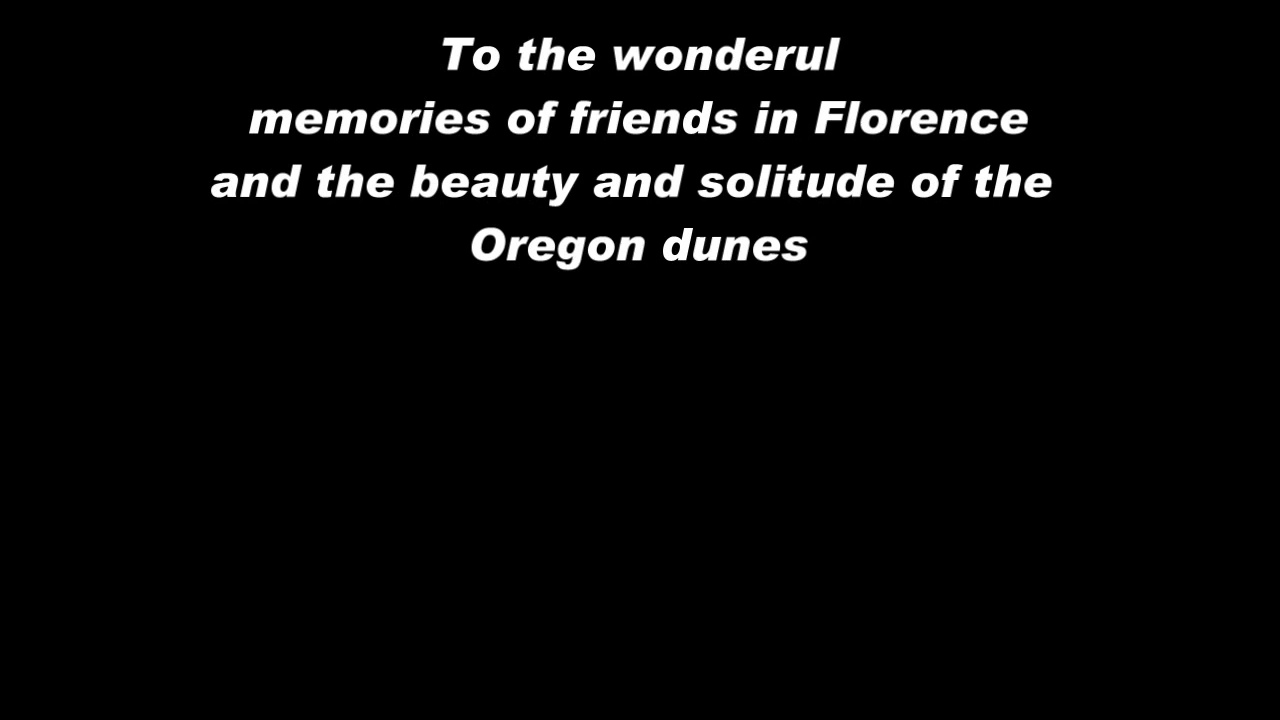 To the wonderul
memories of friends in Florence
and the beauty and solitude of the
Oregon dunes